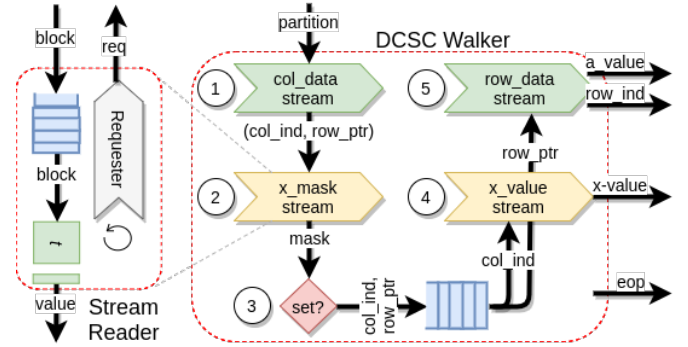 block
req
Requester
block
t
value
Stream
Reader
partition
DCSC Walker
1
col_data
stream
(col_ind, row_ptr)
2
x_mask
stream
mask
3
set?
col_ind,
row_ptr
5
row_data
stream
a_value
row_ind
row_ptr
4
x_value
stream
x-value
col_ind
eop